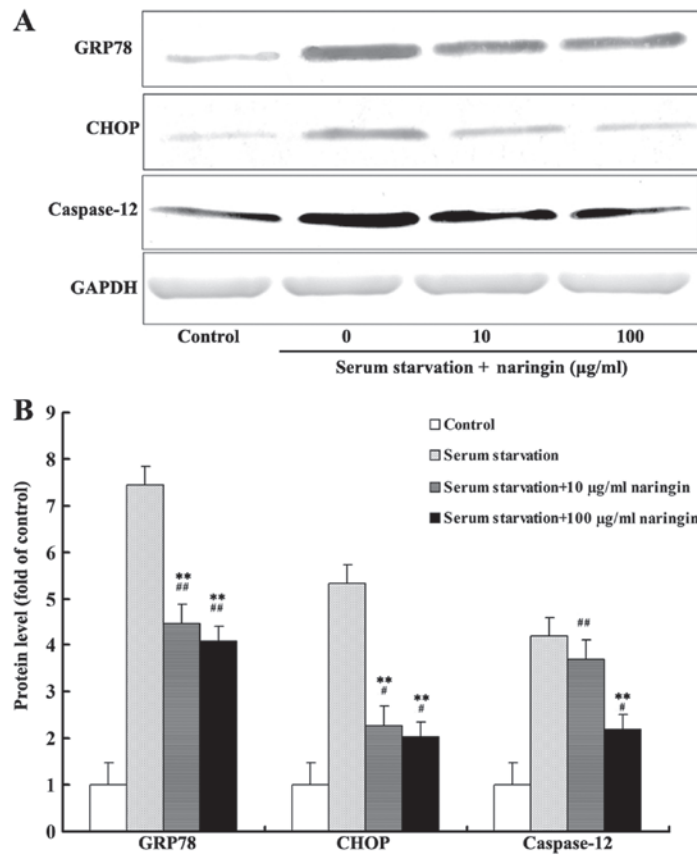 A
GRP78
CHOP
Caspase-12
GAPDH
Control 0 10 100
Serum starvation + naringin (µg/ml)
B
Protein level (fold of control)
9
8
7
6
5
4
3
2
1
0
Control
Serum starvation
Serum starvation+10 µg/ml naringin
Serum starvation+100 µg/ml naringin
**
##
**
##
**
#
**
#
##
**
#
GRP78 CHOP Caspase-12